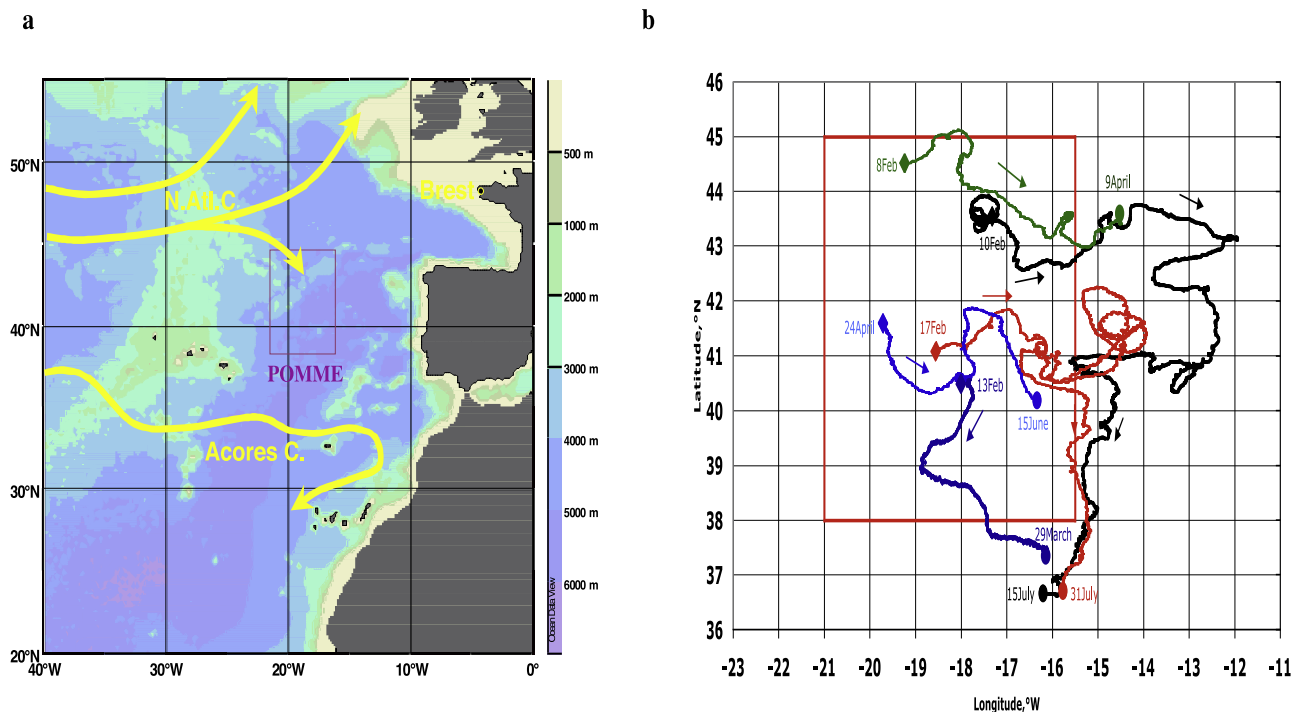 a
b
50°N
40°N
30°N
20°N
40°W
30°W
20°W
10°W
0°
N.Atl.C
Brest
POMME
Acores C.
500 m
1000 m
2000 m
3000 m
4000 m
5000 m
6000 m
Ocean Data View
46
45
44
43
42
41
40
39
38
37
36
Latitude,°N
8Feb
9April
10Feb
24April
17Feb
13Feb
15June
29March
15July
31July
-23
-22
-21
-20
-19
-18
-17
-16
-15
-14
-13
-12
-11
Longitude,°W